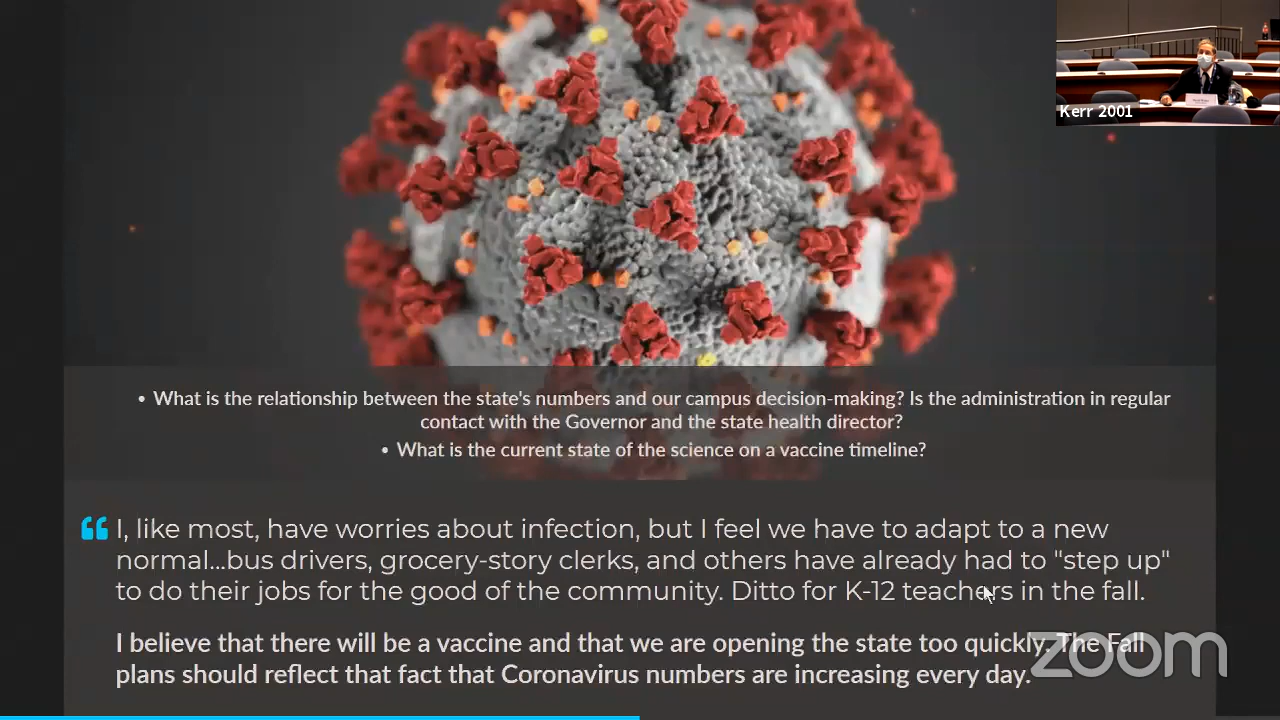 Kerr 2001
• What is the relationship between the state's numbers and our campus decision-making? Is the administration in regular
contact with the Governor and the state health director?
• What is the current state of the science on a vaccine timeline?
“ I, like most, have worries about infection, but I feel we have to adapt to a new
normal...bus drivers, grocery-story clerks, and others have already had to "step up"
to do their jobs for the good of the community. Ditto for K-12 teachers in the fall.
I believe that there will be a vaccine and that we are opening the state too quickly. The Fall
plans should reflect that fact that Coronavirus numbers are increasing every day.
zoom